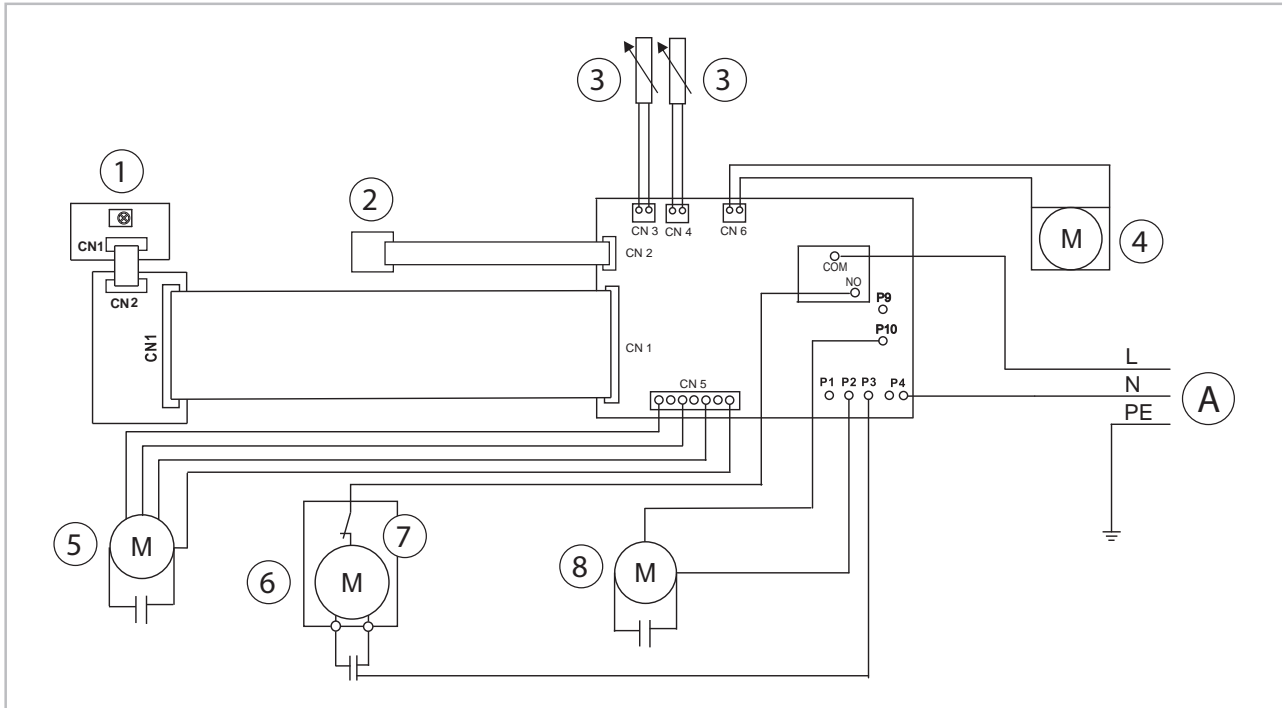 3 3
1
2
CN 3 CN 4 CN 6
M 4
CN1
CN 2
COM
CN2
NO
P9
P10
CN1
CN 1
L
P1 P2 P3 P4
N
A
CN 5
PE
7
5 M
8 M
6 M